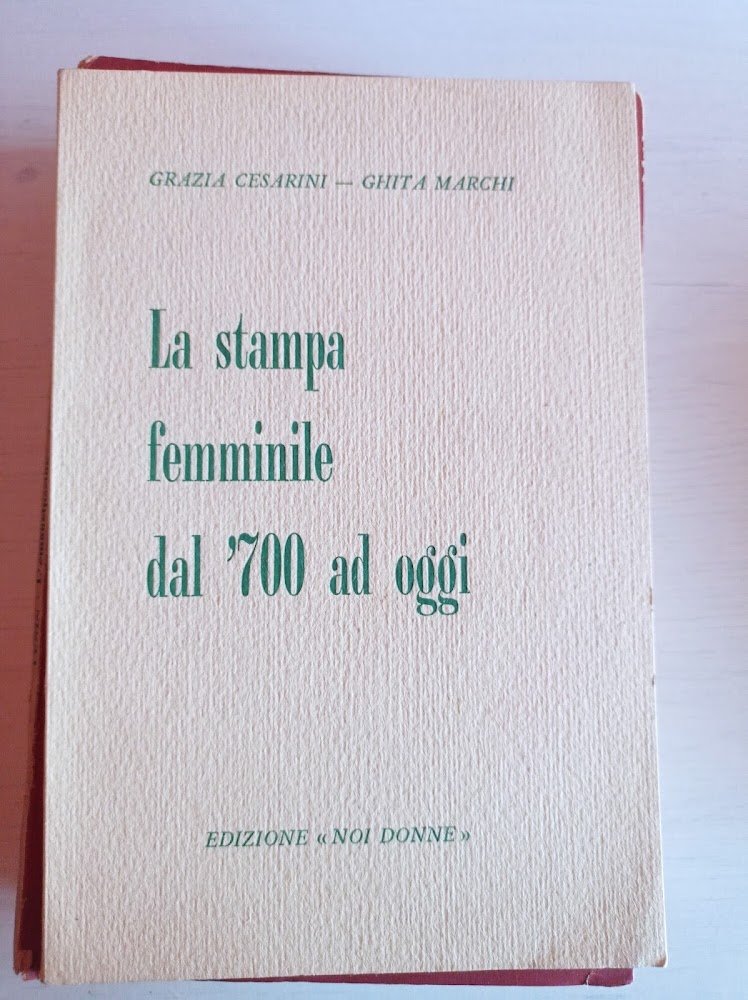 GRAZIA CESARINI — GHITA MARCHI
La stampa
femminile
dal '700 ad oggi
EDIZIONE « NOI DONNE »